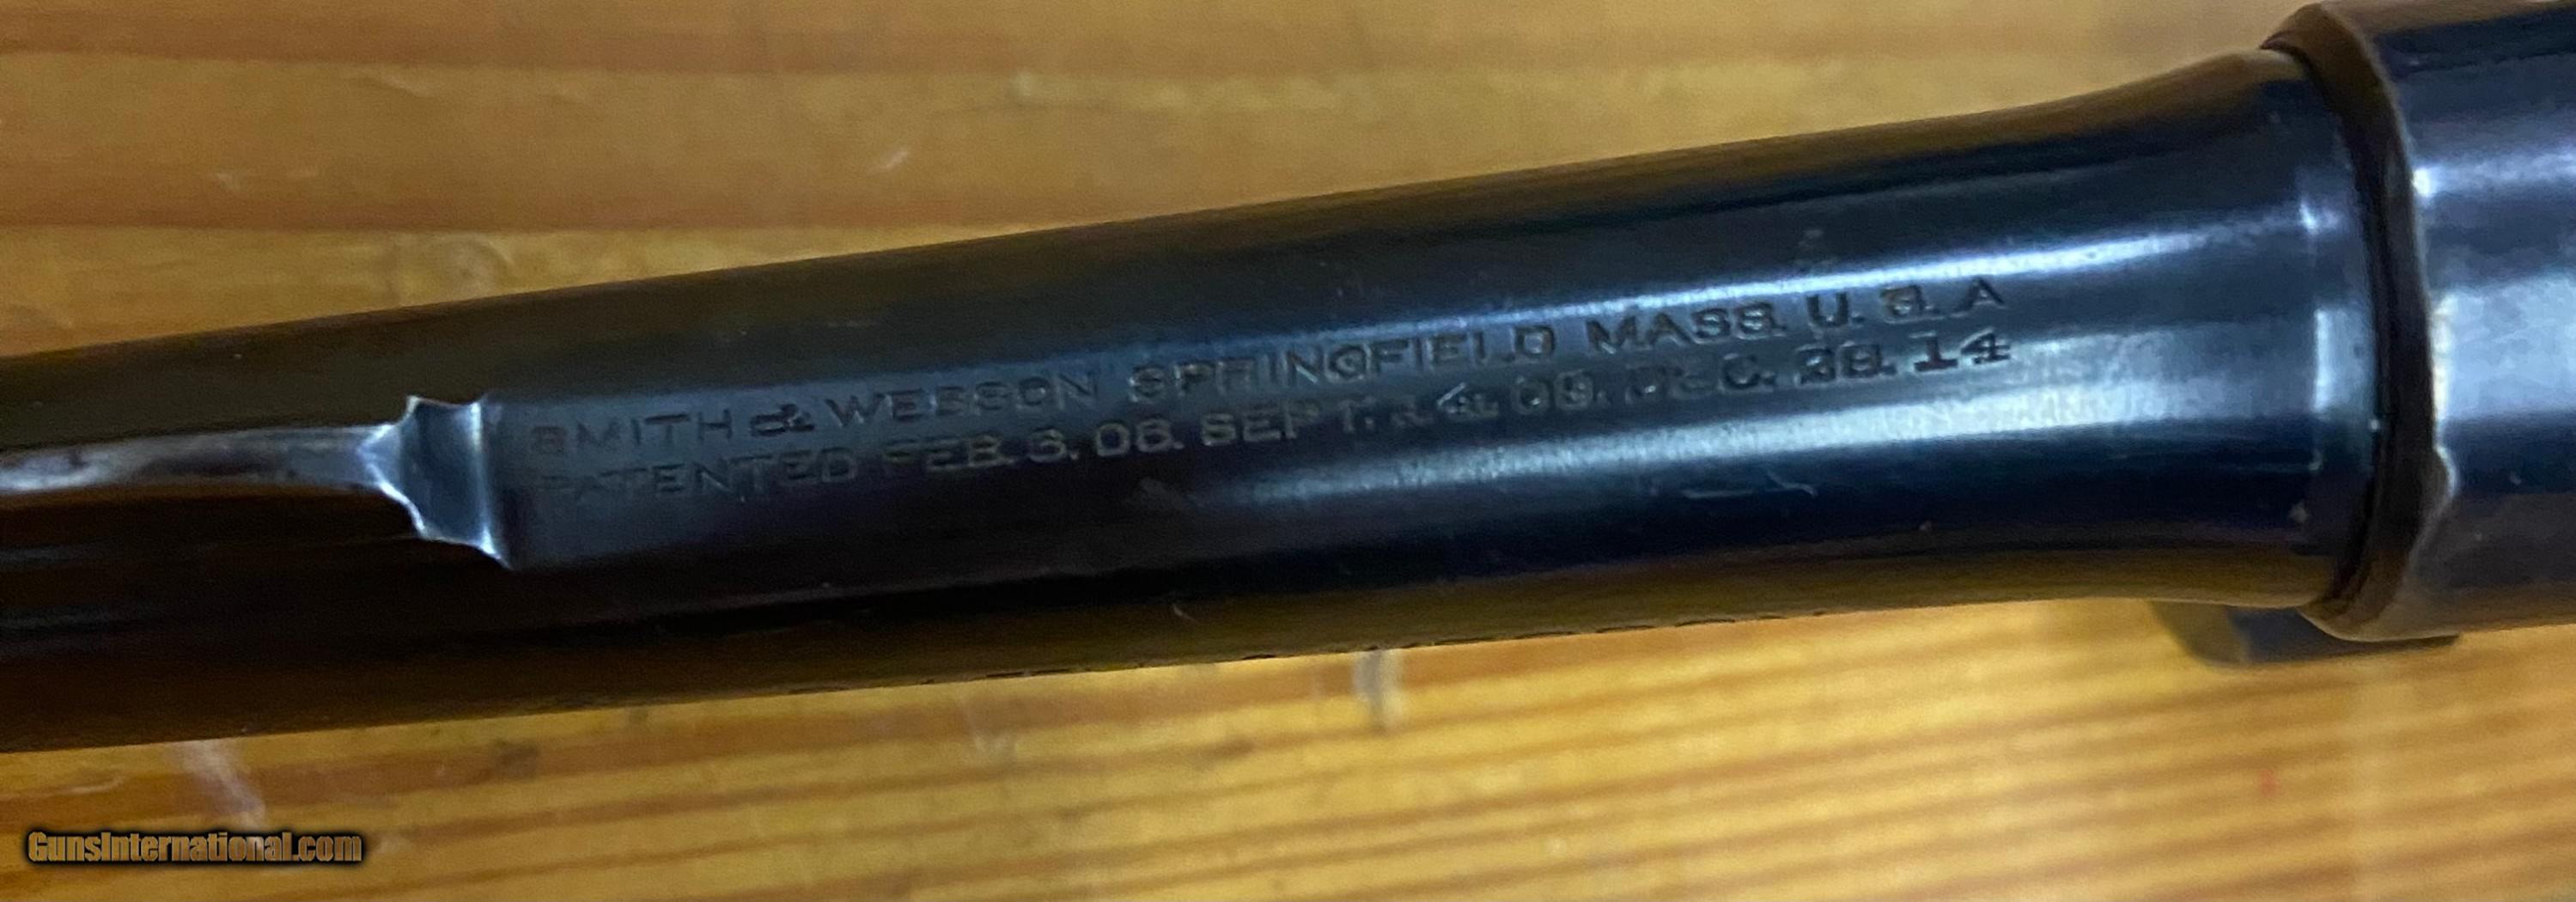 SMITH & WESSON SPRINGFIELD MASS. U. S. A
PATENTED FEB. 6, 06. SEPT. 14. 09. DEC. 29. 14
GunsInternational.com